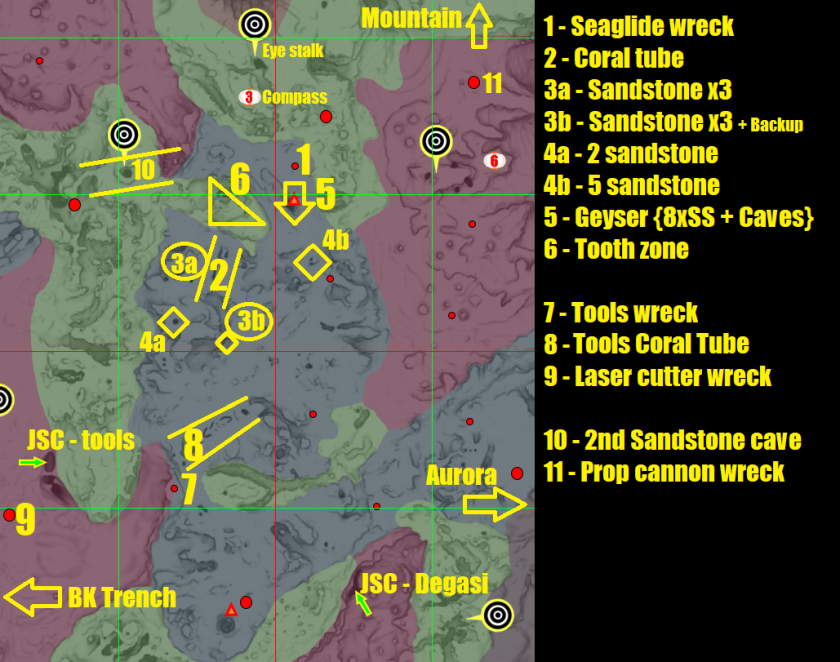 Mountain
Eye stalk
3 Compass
11
10
1
6
6
5
4b
3a
2
3b
4a
JSC - tools
8
7
Aurora
9
BK Trench
JSC - Degasi
1 - Seaglide wreck
2 - Coral tube
3a - Sandstone x3
3b - Sandstone x3 + Backup
4a - 2 sandstone
4b - 5 sandstone
5 - Geyser {8xSS + Caves}
6 - Tooth zone
7 - Tools wreck
8 - Tools Coral Tube
9 - Laser cutter wreck
10 - 2nd Sandstone cave
11 - Prop cannon wreck